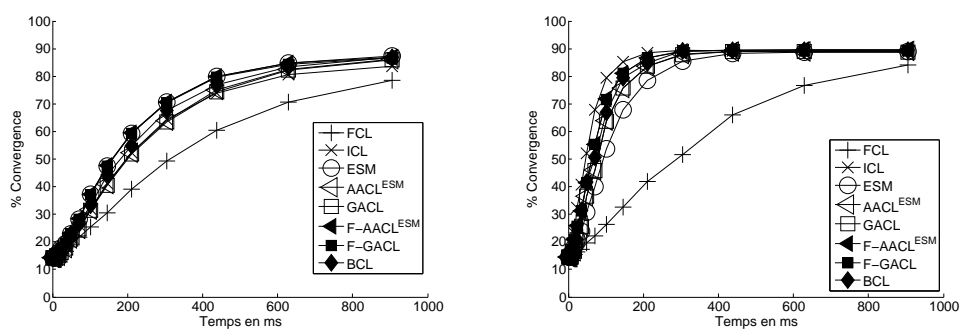 100
90
80
70
60
50
40
30
20
10
0
% Convergence
0 200 400 600 800 1000
Temps en ms
FCL
ICL
ESM
AACL^ESM
GACL
F−AACL^ESM
F−GACL
BCL
100
90
80
70
60
50
40
30
20
10
0
% Convergence
0 200 400 600 800 1000
Temps en ms
FCL
ICL
ESM
AACL^ESM
GACL
F−AACL^ESM
F−GACL
BCL